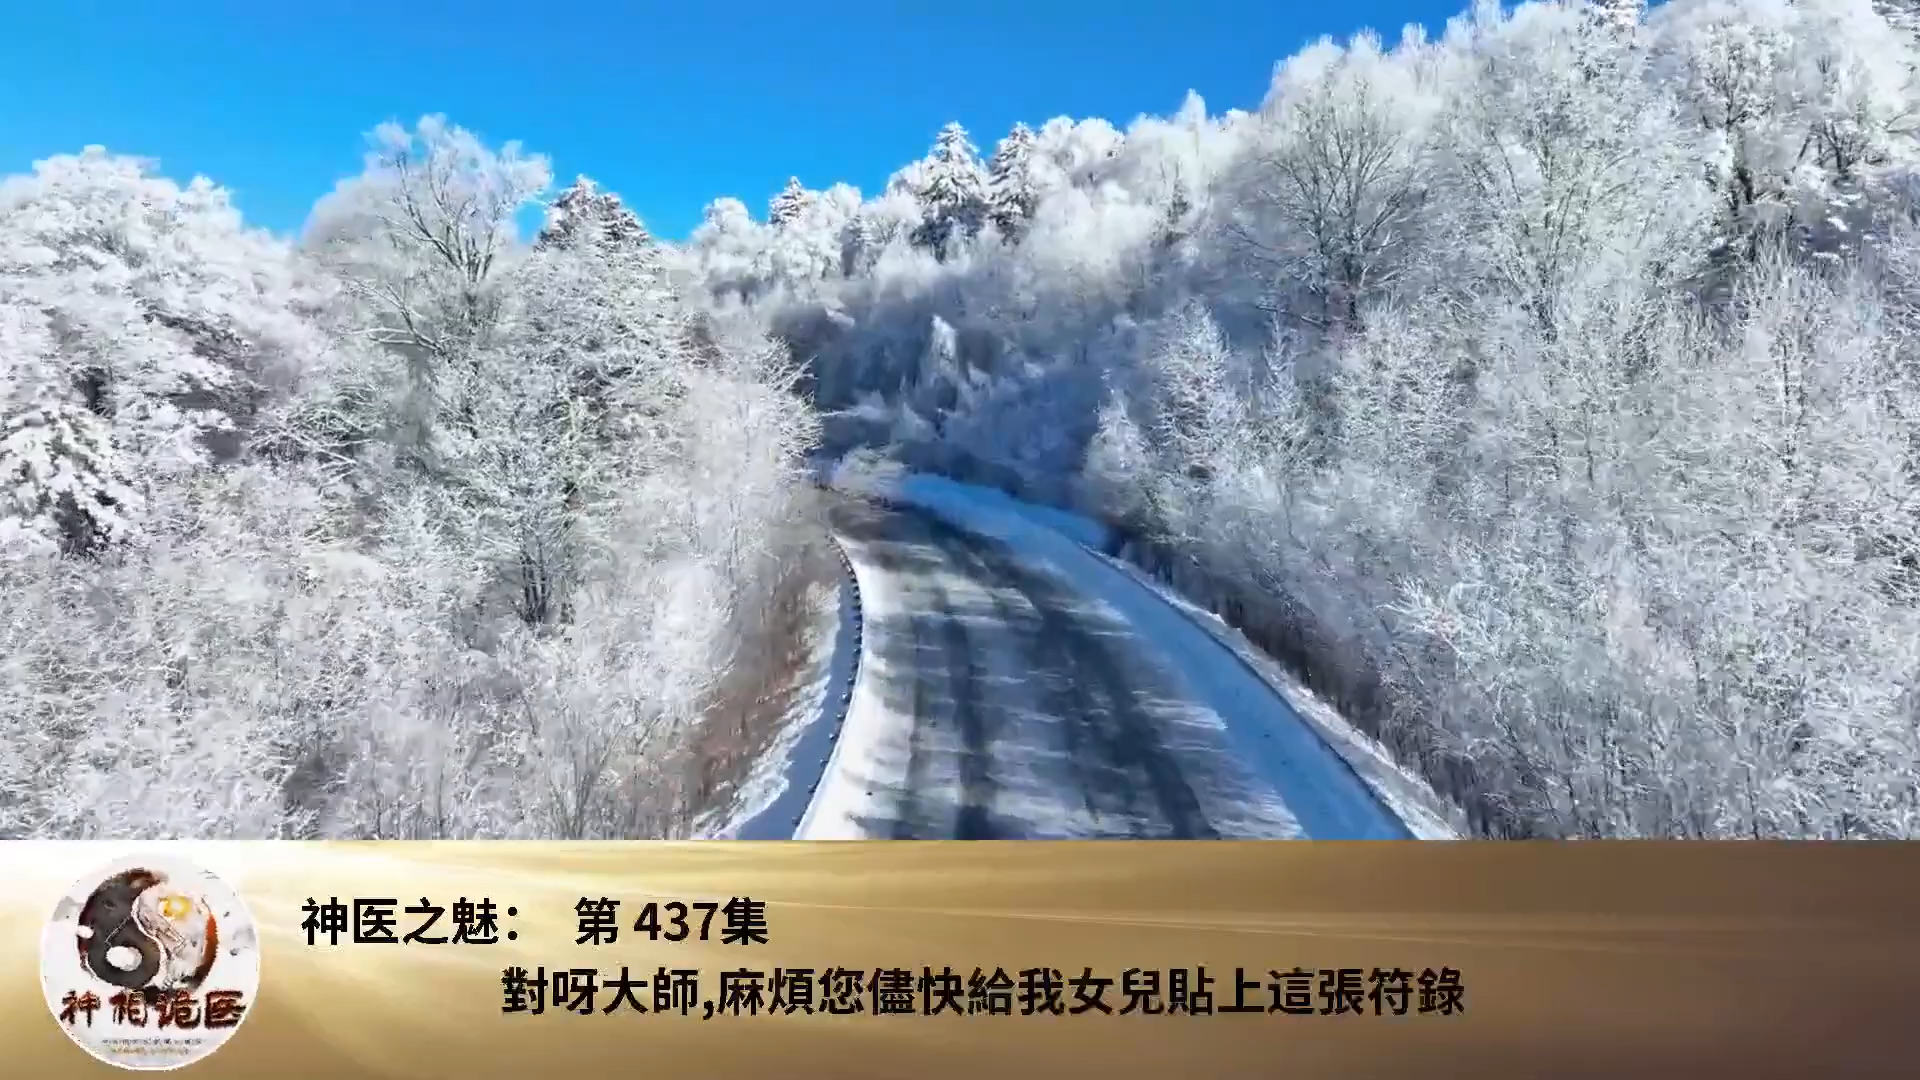 神医之魅： 第 437集
對呀大師,麻煩您儘快給我女兒貼上這張符錄
神相诡医